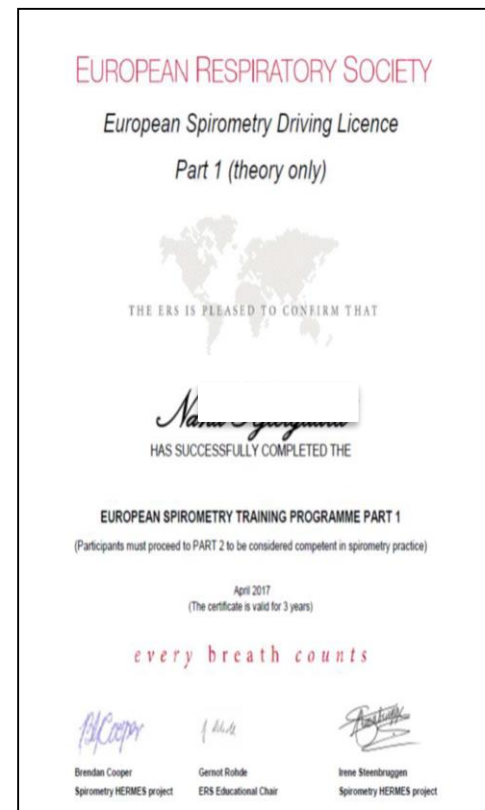 EUROPEAN RESPIRATORY SOCIETY
European Spirometry Driving Licence
Part 1 (theory only)
THE ERS IS PLEASED TO CONFIRM THAT
HAS SUCCESSFULLY COMPLETED THE
EUROPEAN SPIROMETRY TRAINING PROGRAMME PART 1
(Participants must proceed to PART 2 to be considered competent in spirometry practice)
April 2017
(The certificate is valid for 3 years)
every breath counts
Brendan Cooper Gernot Rohde Irene Steenbruggen
Spirometry HERMES project ERS Educational Chair Spirometry HERMES project